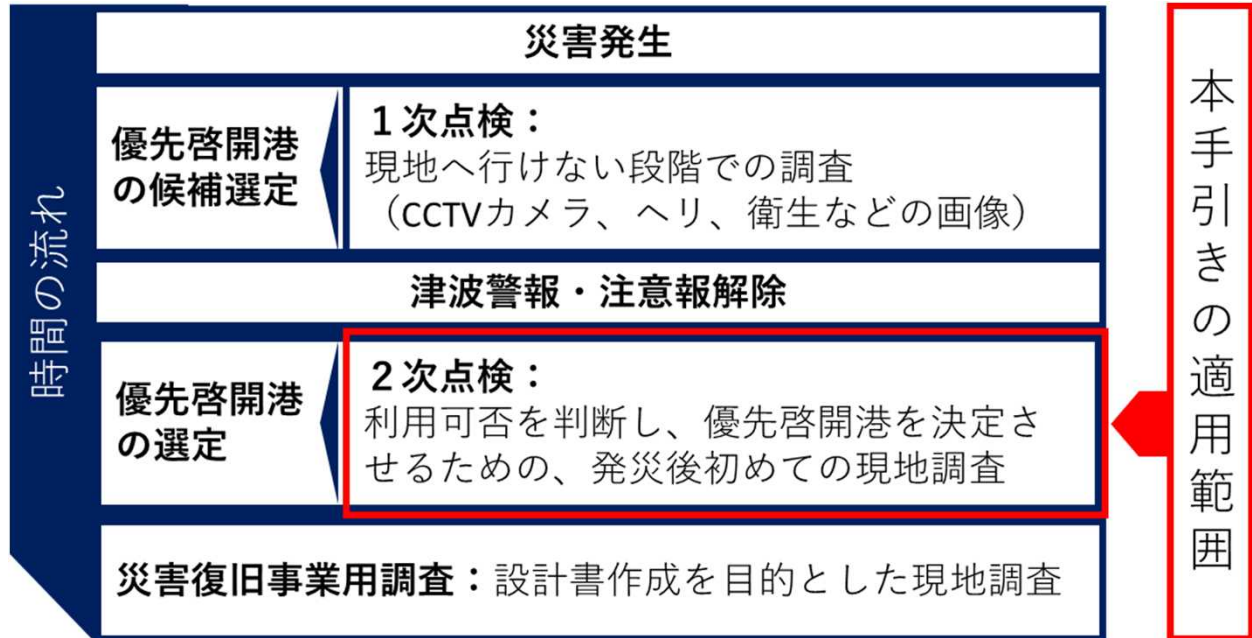 災害発生
優先啓開港
の候補選定
1次点検：
現地へ行けない段階での調査
（CCTVカメラ、ヘリ、衛生などの画像）
津波警報・注意報解除
優先啓開港
の選定
2次点検：
利用可否を判断し、優先啓開港を決定さ
せるための、発災後初めての現地調査
災害復旧事業用調査：設計書作成を目的とした現地調査
時間の流れ
本手引きの適用範囲